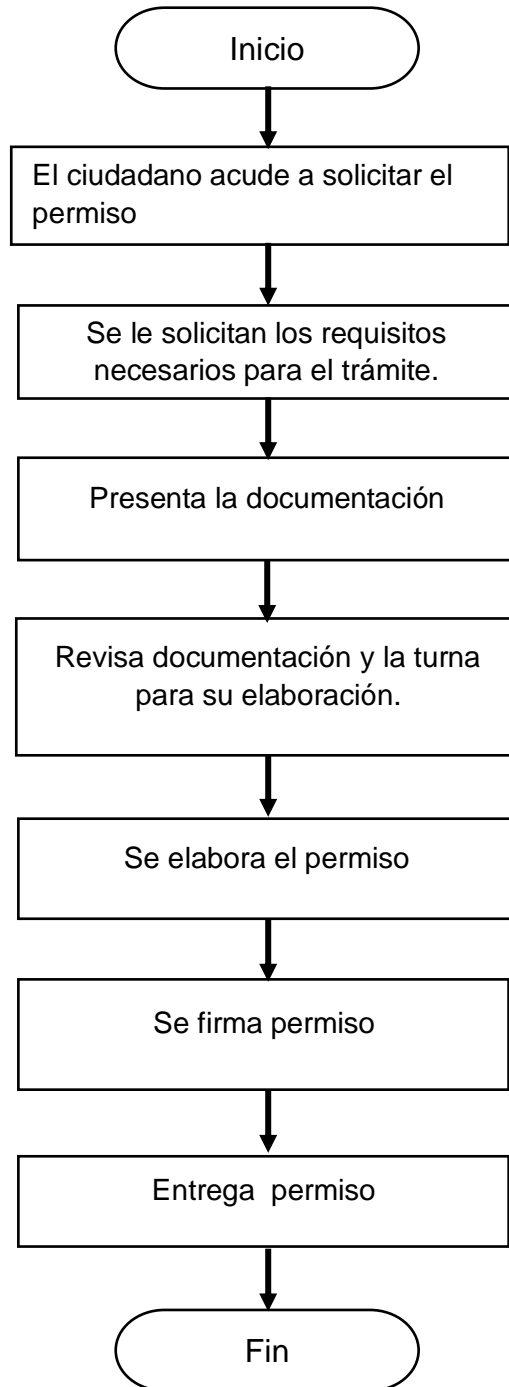 Inicio
El ciudadano acude a solicitar el
permiso
Se le solicitan los requisitos
necesarios para el trámite.
Presenta la documentación
Revisa documentación y la turna
para su elaboración.
Se elabora el permiso
Se firma permiso
Entrega  permiso
Fin